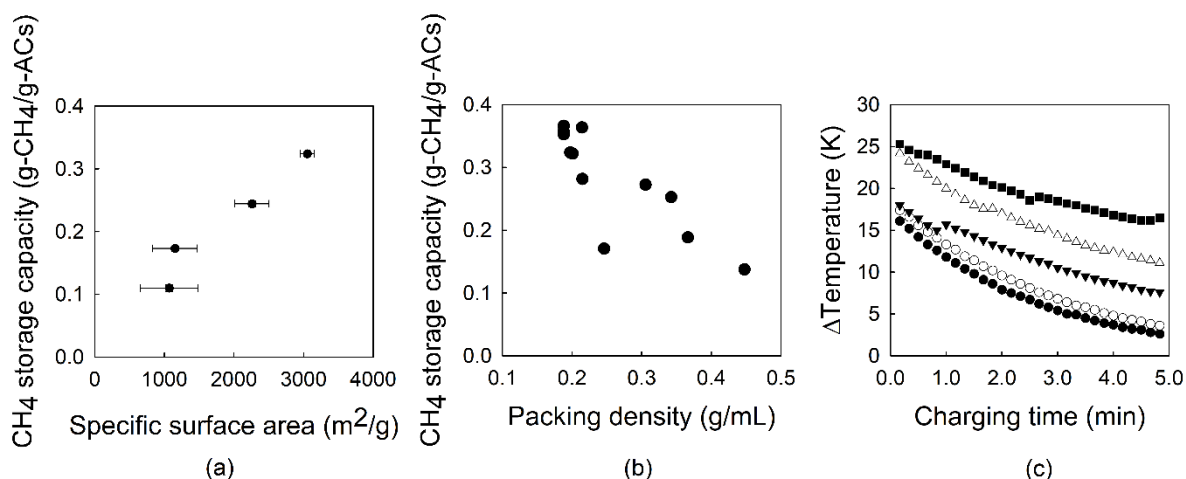 CH4 storage capacity (g-CH4/g-ACs)
0.4
0.3
0.2
0.1
0.0
0 1000 2000 3000 4000
Specific surface area (m2/g)
(a)
CH4 storage capacity (g-CH4/g-ACs)
0.4
0.3
0.2
0.1
0.0
0.1 0.2 0.3 0.4 0.5
Packing density (g/mL)
(b)
ΔTemperature (K)
30
25
20
15
10
5
0
0.0 1.0 2.0 3.0 4.0 5.0
Charging time (min)
(c)